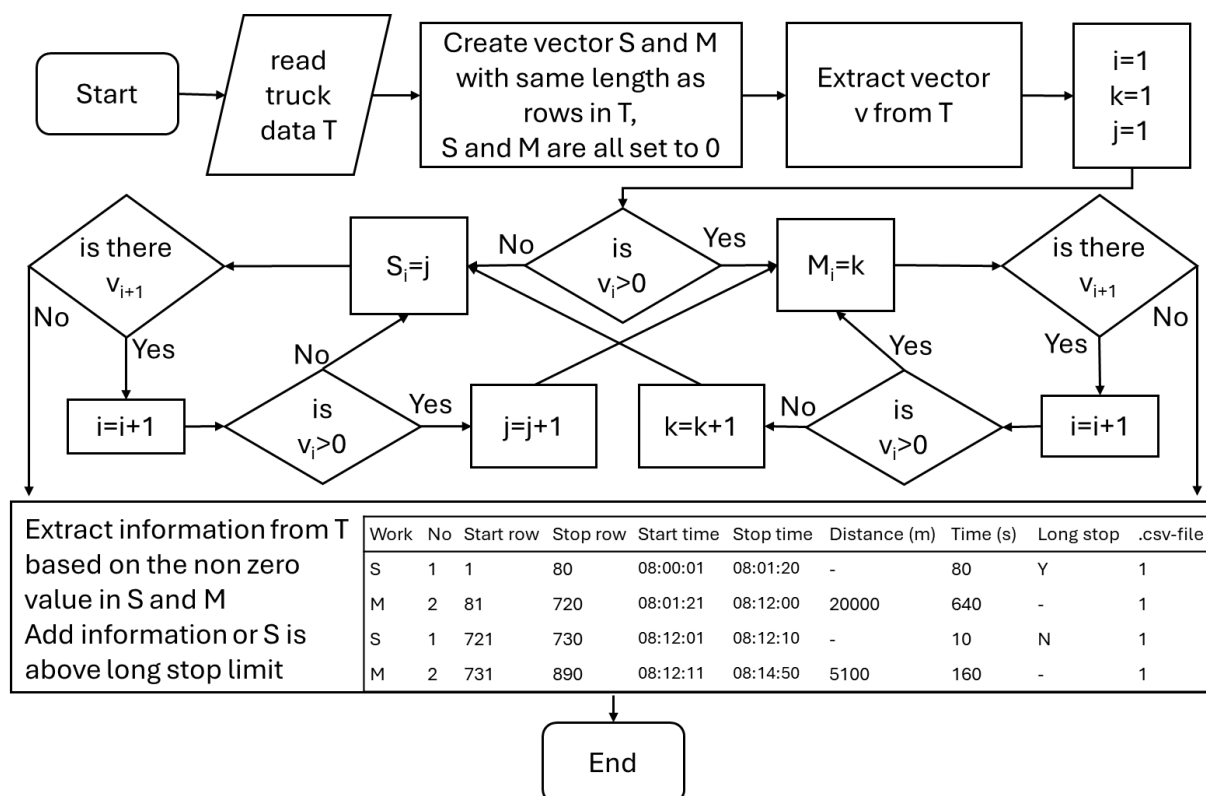 Start
read
truck
data T
Create vector S and M
with same length as
rows in T,
S and M are all set to 0
Extract vector
v from T
i=1
k=1
j=1
is there
vi+1
No
Yes
Si=j
No
is
vi>0
Yes
Mi=k
is there
vi+1
No
Yes
i=i+1
No
is
vi>0
Yes
j=j+1
k=k+1
No
Yes
is
vi>0
i=i+1
Extract information from T
based on the non zero
value in S and M
Add information or S is
above long stop limit
Work No Start row Stop row Start time Stop time Distance (m) Time (s) Long stop .csv-file
S 1 1 80 08:00:01 08:01:20 - 80 Y 1
M 2 81 720 08:01:21 08:12:00 20000 640 - 1
S 1 721 730 08:12:01 08:12:10 - 10 N 1
M 2 731 890 08:12:11 08:14:50 5100 160 - 1
End